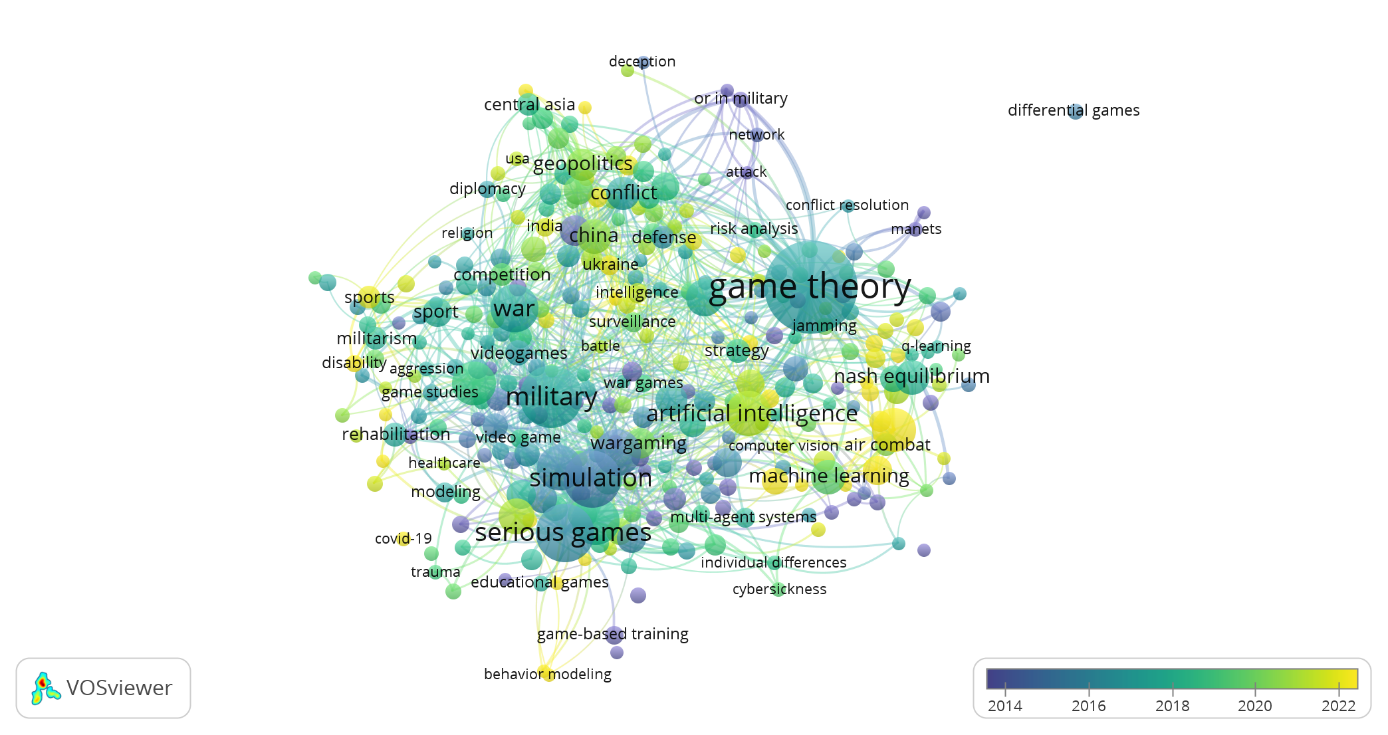 deception
or in military
central asia
differential games
network
usa
geopolitics
attack
diplomacy
conflict
conflict resolution
religion
india
china
defense
risk analysis
manets
ukraine
competition
game theory
sports
intelligence
sport
war
surveillance
jamming
militarism
battle
strategy
q-learning
videogames
disability
aggression
war games
nash equilibrium
game studies
military
artificial intelligence
rehabilitation
video game
wargaming
computer vision
air combat
healthcare
simulation
machine learning
modeling
multi-agent systems
serious games
covid-19
individual differences
trauma
educational games
cybersickness
game-based training
behavior modeling
VOSviewer
2014 2016 2018 2020 2022